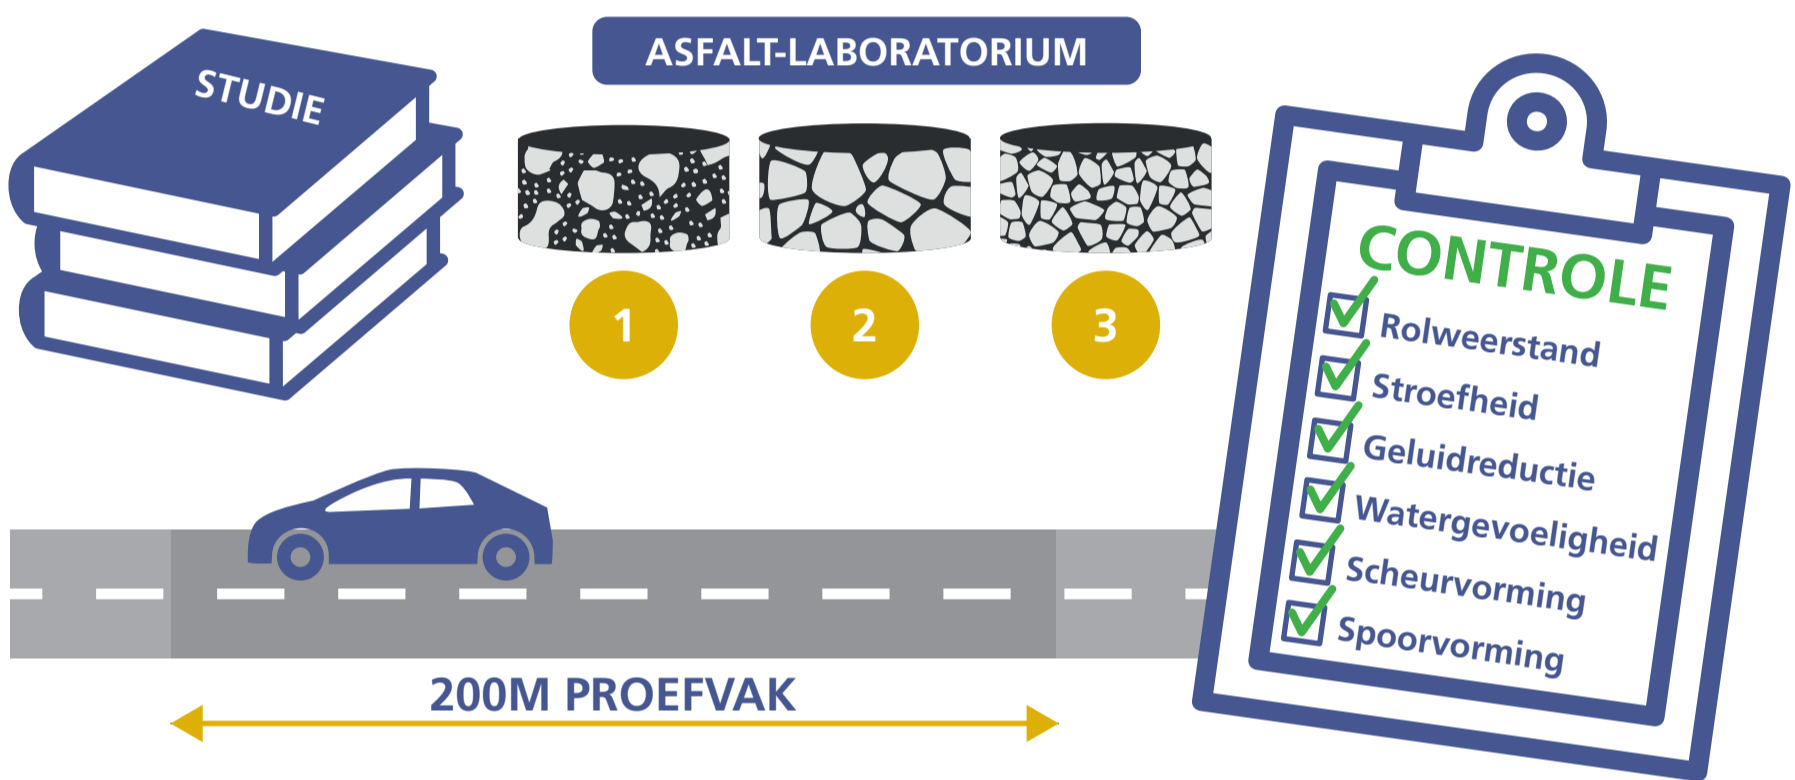 STUDIE
ASFALT-LABORATORIUM
1
2
3
200M PROEFVAK
CONTROLE
Rolweerstand
Stroefheid
Geluidreductie
Watergevoeligheid
Scheurvorming
Spoorvorming